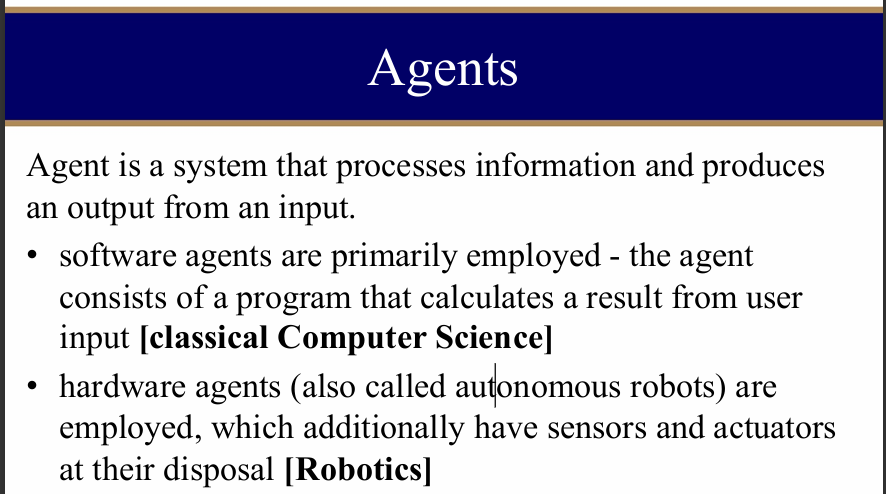 Agents
Agent is a system that processes information and produces
an output from an input.
• software agents are primarily employed - the agent
consists of a program that calculates a result from user
input [classical Computer Science]
• hardware agents (also called autonomous robots) are
employed, which additionally have sensors and actuators
at their disposal [Robotics]